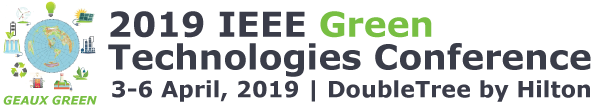 2019 IEEE Green
Technologies Conference
3-6 April, 2019 | DoubleTree by Hilton
GEAUX GREEN